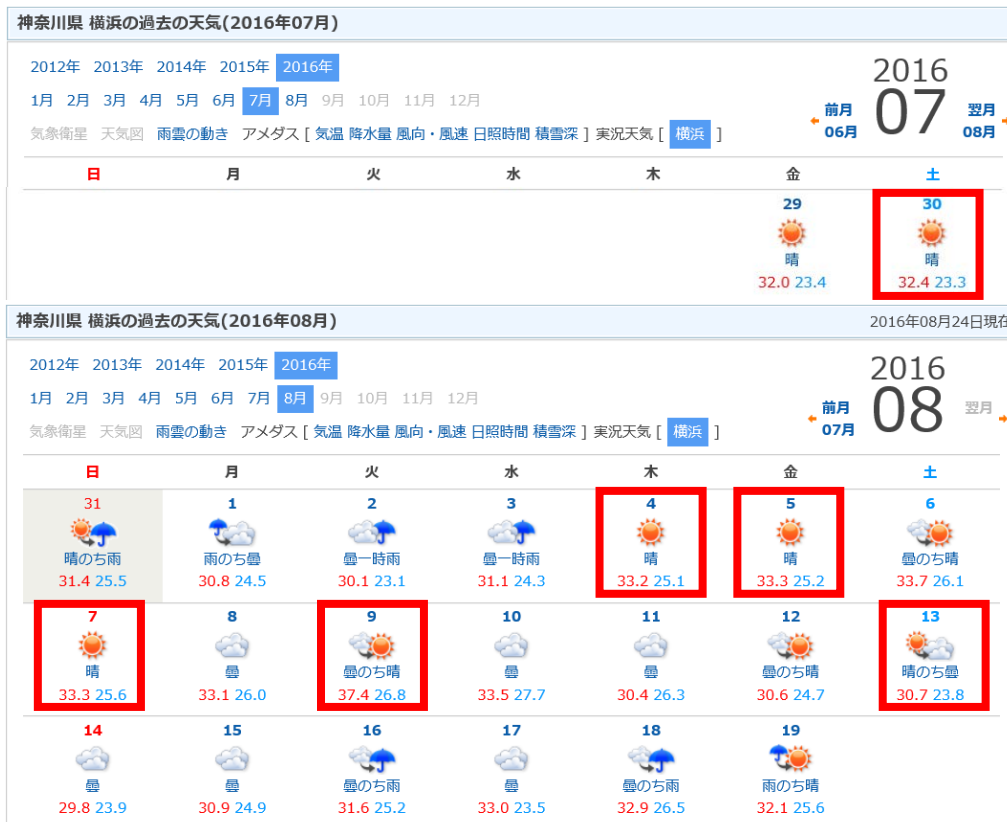 神奈川県 横浜の過去の天気(2016年07月)
2012年 2013年 2014年 2015年 2016年
1月 2月 3月 4月 5月 6月 7月 8月 9月 10月 11月 12月
気象衛星 天気図 雨雲の動き アメダス [ 気温 降水量 風向・風速 日照時間 積雪深 ] 実況天気 [ 横浜 ]
2016
07
前月
06月
翌月
08月
日 月 火 水 木 金 土
29 30
晴 晴
32.0 23.4 32.4 23.3
神奈川県 横浜の過去の天気(2016年08月)
2016年08月24日現在
2012年 2013年 2014年 2015年 2016年
1月 2月 3月 4月 5月 6月 7月 8月 9月 10月 11月 12月
気象衛星 天気図 雨雲の動き アメダス [ 気温 降水量 風向・風速 日照時間 積雪深 ] 実況天気 [ 横浜 ]
2016
08
前月
07月
翌月
日 月 火 水 木 金 土
31 1 2 3 4 5 6
晴のち雨 雨のち曇 曇一時雨 曇一時雨 晴 晴 曇のち晴
31.4 25.5 30.8 24.5 30.1 23.1 31.1 24.3 33.2 25.1 33.3 25.2 33.7 26.1
7 8 9 10 11 12 13
晴 曇 曇のち晴 曇 曇 曇のち晴 晴のち曇
33.3 25.6 33.1 26.0 37.4 26.8 33.5 27.7 30.4 26.3 30.6 24.7 30.7 23.8
14 15 16 17 18 19
曇 曇 曇のち雨 曇 曇のち雨 雨のち晴
29.8 23.9 30.9 24.9 31.6 25.2 33.0 23.5 32.9 26.5 32.1 25.6